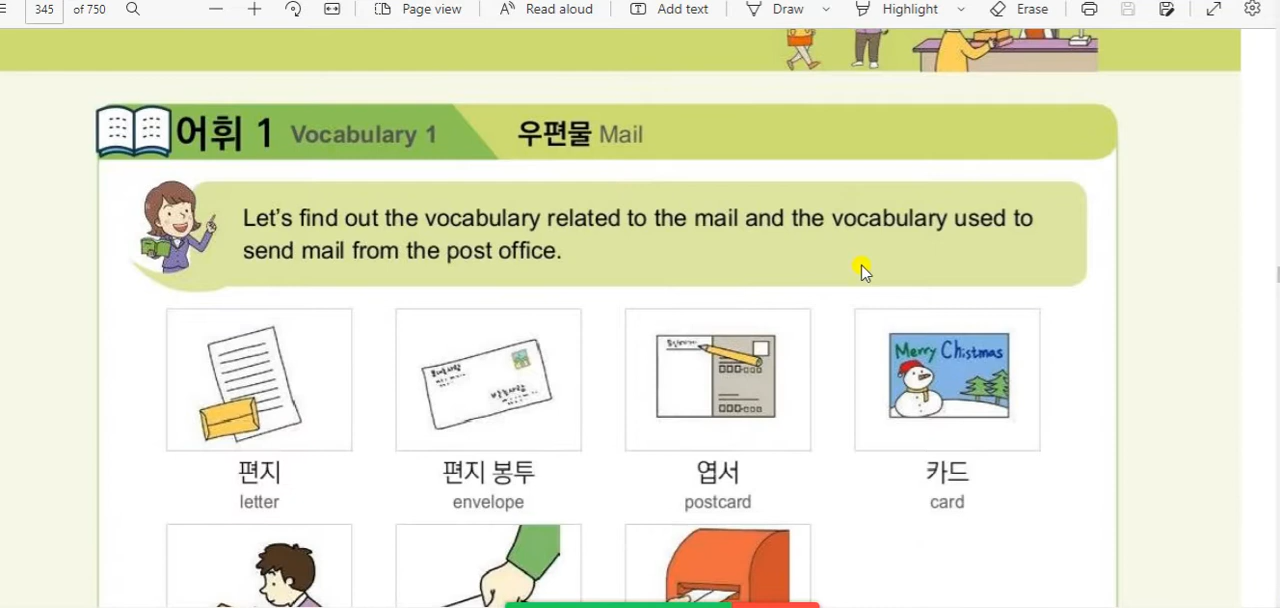 345 of 750 Page view Read aloud Add text Draw Highlight Erase
어휘 1 Vocabulary 1 우편물 Mail
Let's find out the vocabulary related to the mail and the vocabulary used to
send mail from the post office.
Merry Chistmas
편지 편지 봉투 엽서 카드
letter envelope postcard card